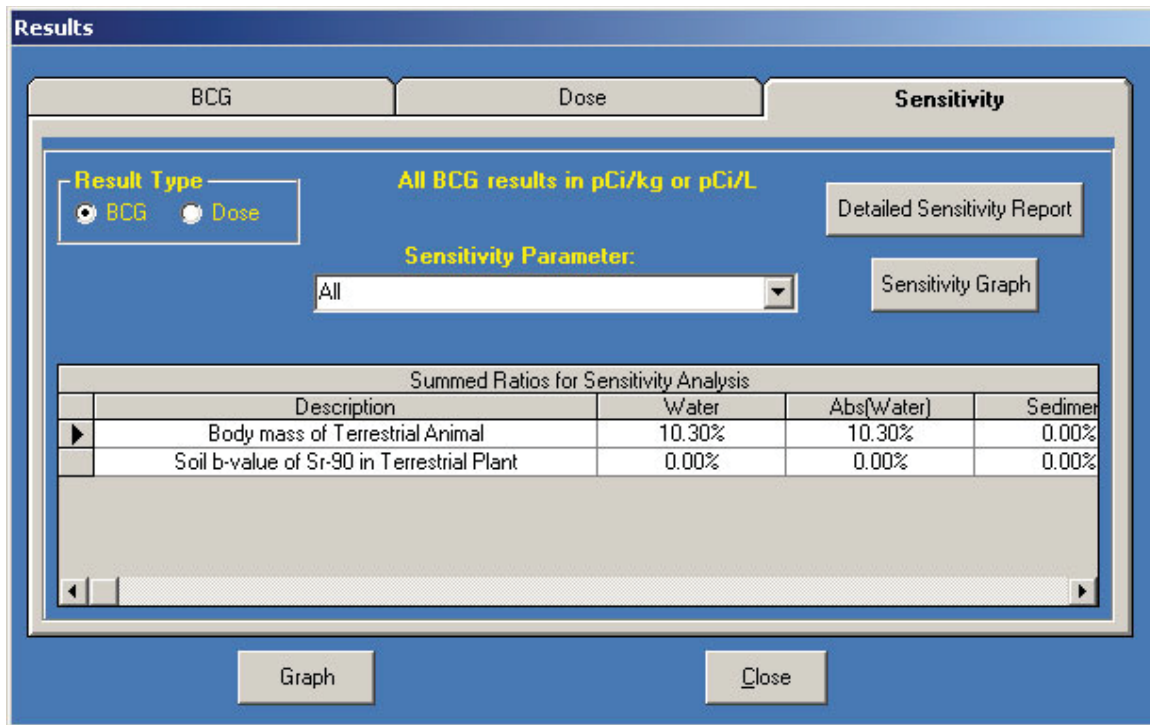 Results
BCG Dose Sensitivity
Result Type
BCG Dose
All BCG results in pCi/kg or pCi/L
Detailed Sensitivity Report
Sensitivity Parameter:
All
Sensitivity Graph
Summed Ratios for Sensitivity Analysis
Description Water Abs(Water) Sedimen
Body mass of Terrestrial Animal 10.30% 10.30% 0.00%
Soil b-value of Sr-90 in Terrestrial Plant 0.00% 0.00% 0.00%
Graph Close